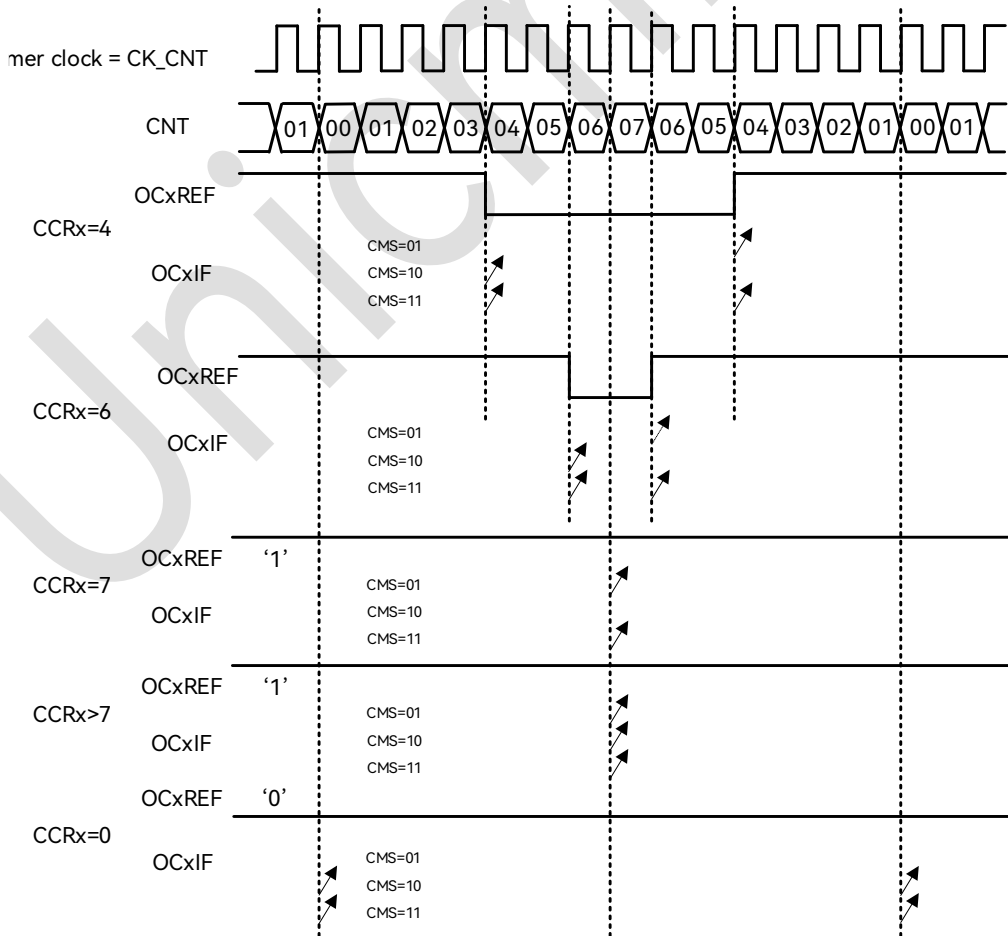 mer clock = CK_CNT
CNT 01 00 01 02 03 04 05 06 07 06 05 04 03 02 01 00 01
OCxREF
CCRx=4
OCxIF
CMS=01
CMS=10
CMS=11
OCxREF
CCRx=6
OCxIF
CMS=01
CMS=10
CMS=11
OCxREF '1'
CCRx=7
OCxIF
CMS=01
CMS=10
CMS=11
OCxREF '1'
CCRx>7
OCxIF
CMS=01
CMS=10
CMS=11
OCxREF '0'
CCRx=0
OCxIF
CMS=01
CMS=10
CMS=11